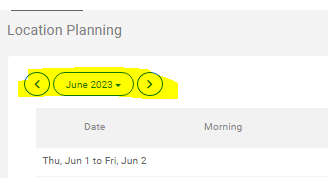 Location Planning
June 2023
Date Morning
Thu, Jun 1 to Fri, Jun 2